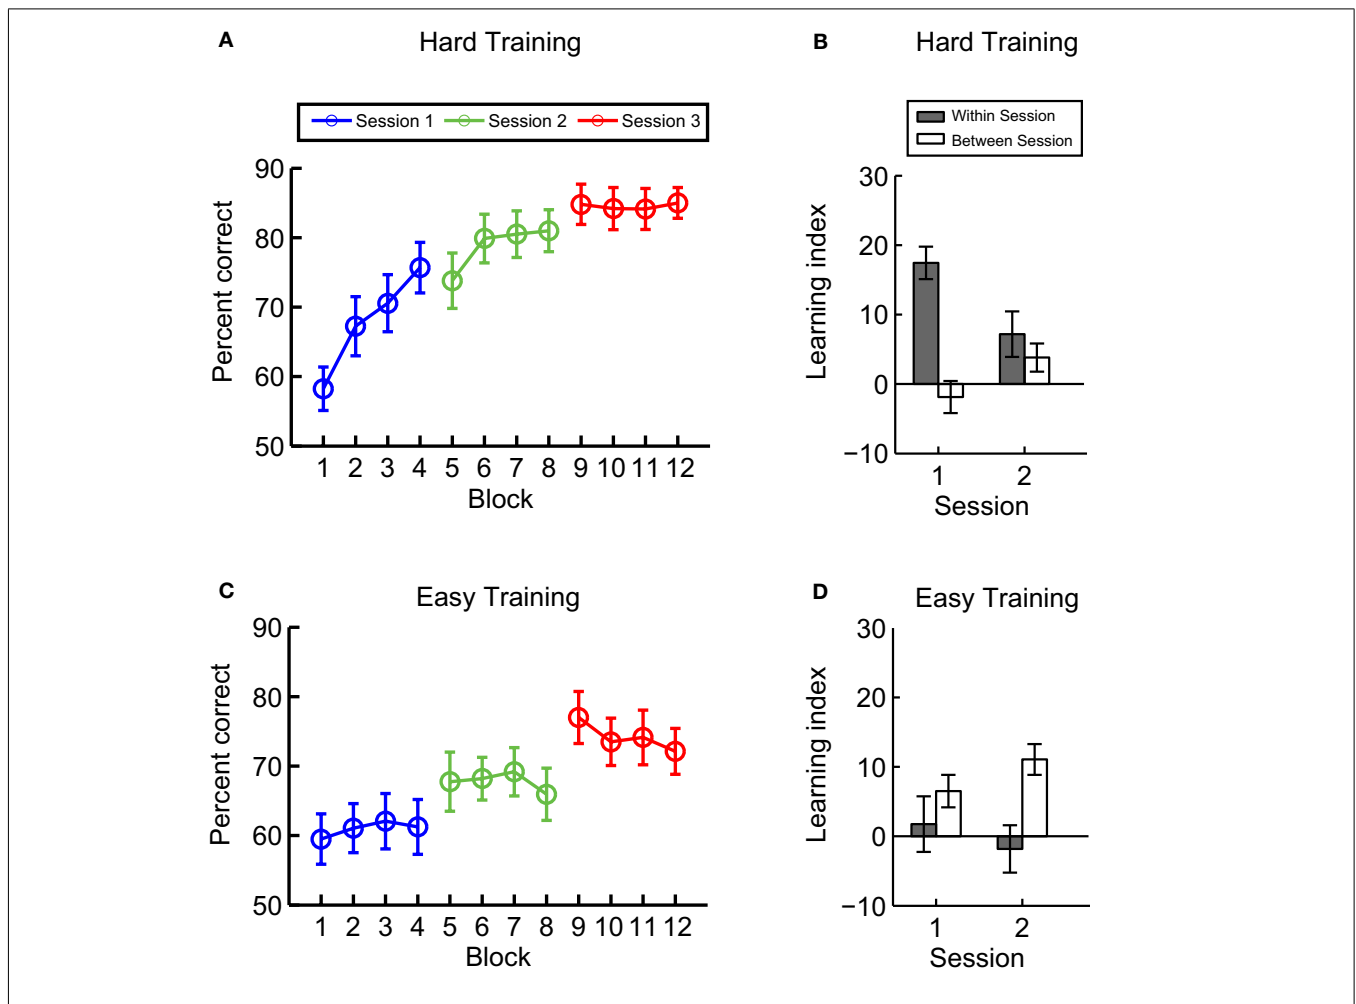 A
Hard Training
Session 1 Session 2 Session 3
90
80
70
60
50
Percent correct
1 2 3 4 5 6 7 8 9 10 11 12
Block
B
Hard Training
Within Session
Between Session
30
20
10
0
−10
Learning index
1 2
Session
C
Easy Training
90
80
70
60
50
Percent correct
1 2 3 4 5 6 7 8 9 10 11 12
Block
D
Easy Training
30
20
10
0
−10
Learning index
1 2
Session